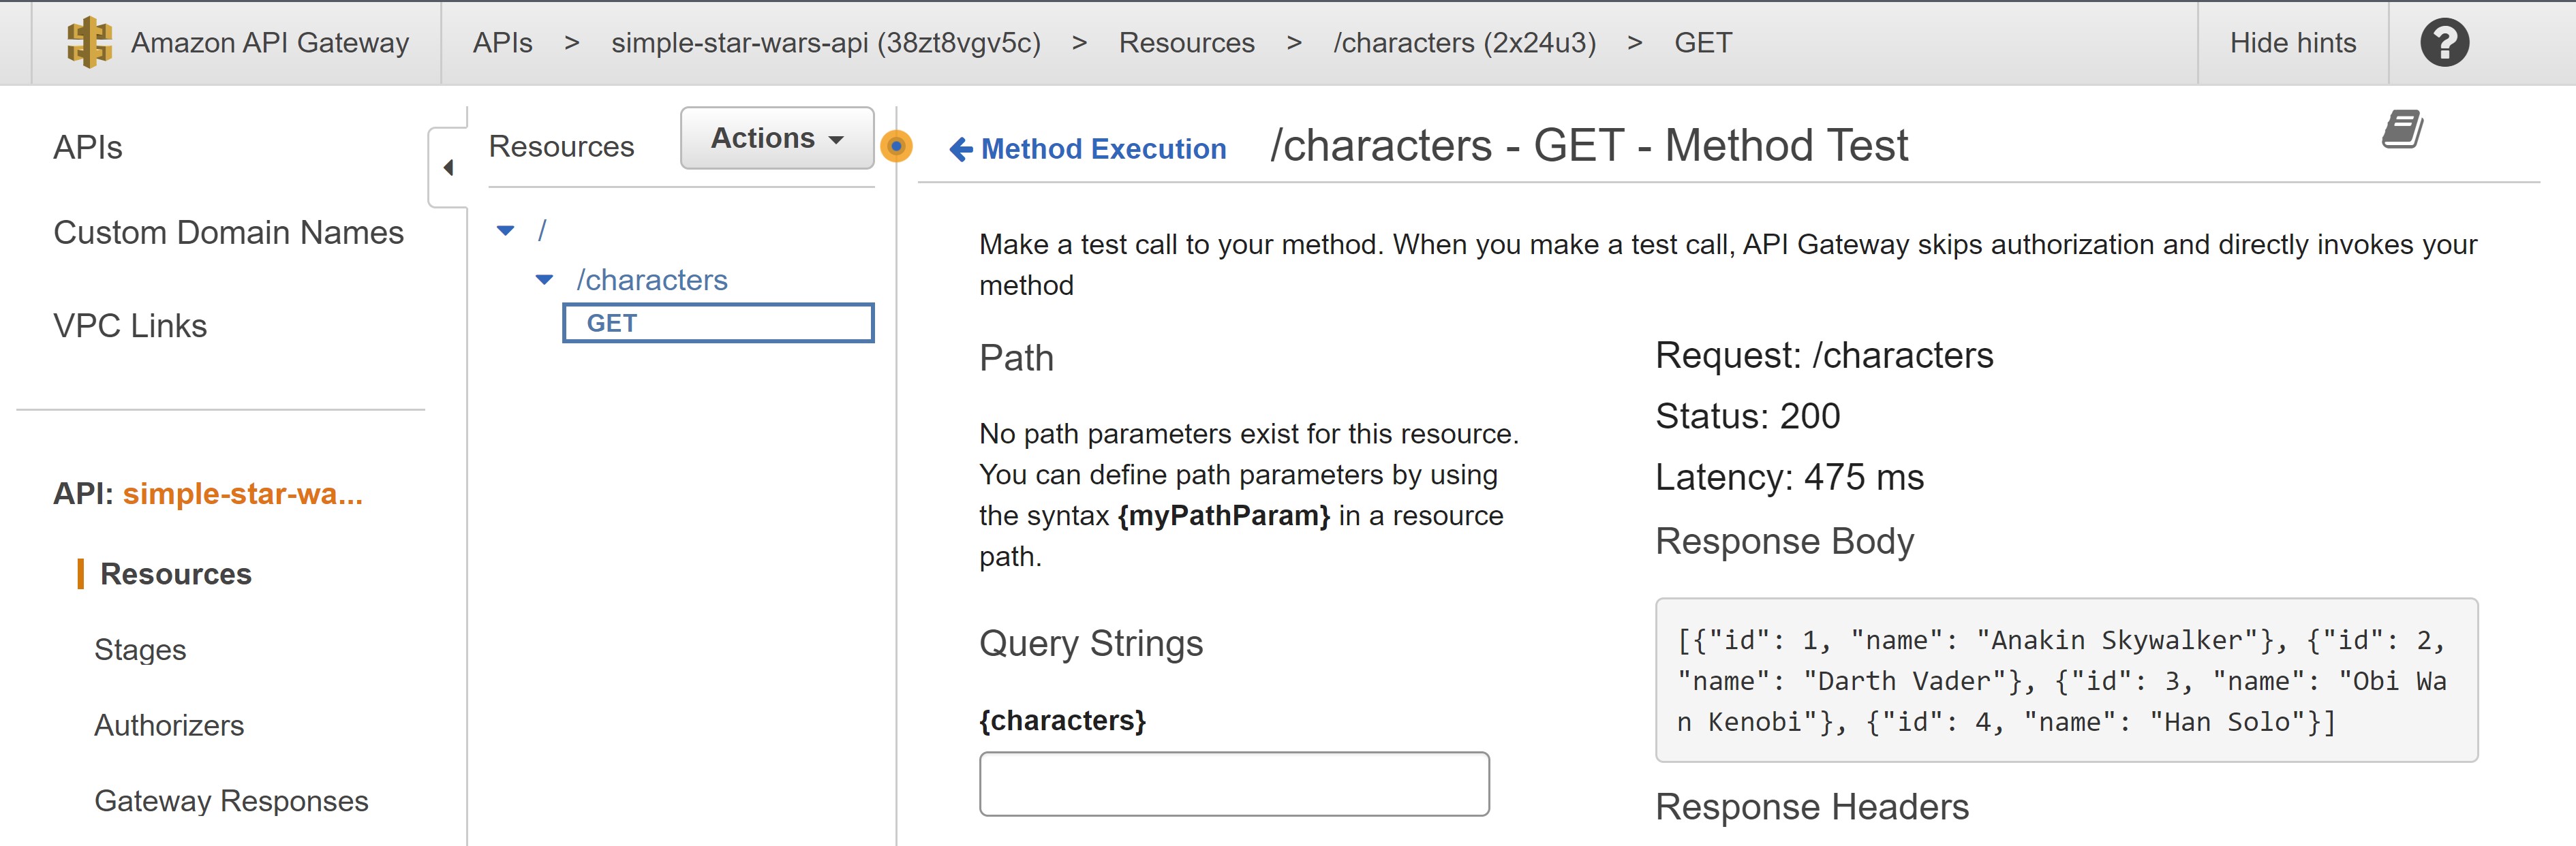 Amazon API Gateway
APIs > simple-star-wars-api (38zt8vgv5c) > Resources > /characters (2x24u3) > GET
Hide hints
?
APIs
Custom Domain Names
VPC Links
API: simple-star-wa...
Resources
Stages
Authorizers
Gateway Responses
Resources
Actions
/
/characters
GET
Method Execution
/characters - GET - Method Test
Make a test call to your method. When you make a test call, API Gateway skips authorization and directly invokes your
method
Path
No path parameters exist for this resource.
You can define path parameters by using
the syntax {myPathParam} in a resource
path.
Query Strings
{characters}
Request: /characters
Status: 200
Latency: 475 ms
Response Body
[{"id": 1, "name": "Anakin Skywalker"}, {"id": 2,
"name": "Darth Vader"}, {"id": 3, "name": "Obi Wa
n Kenobi"}, {"id": 4, "name": "Han Solo"}]
Response Headers